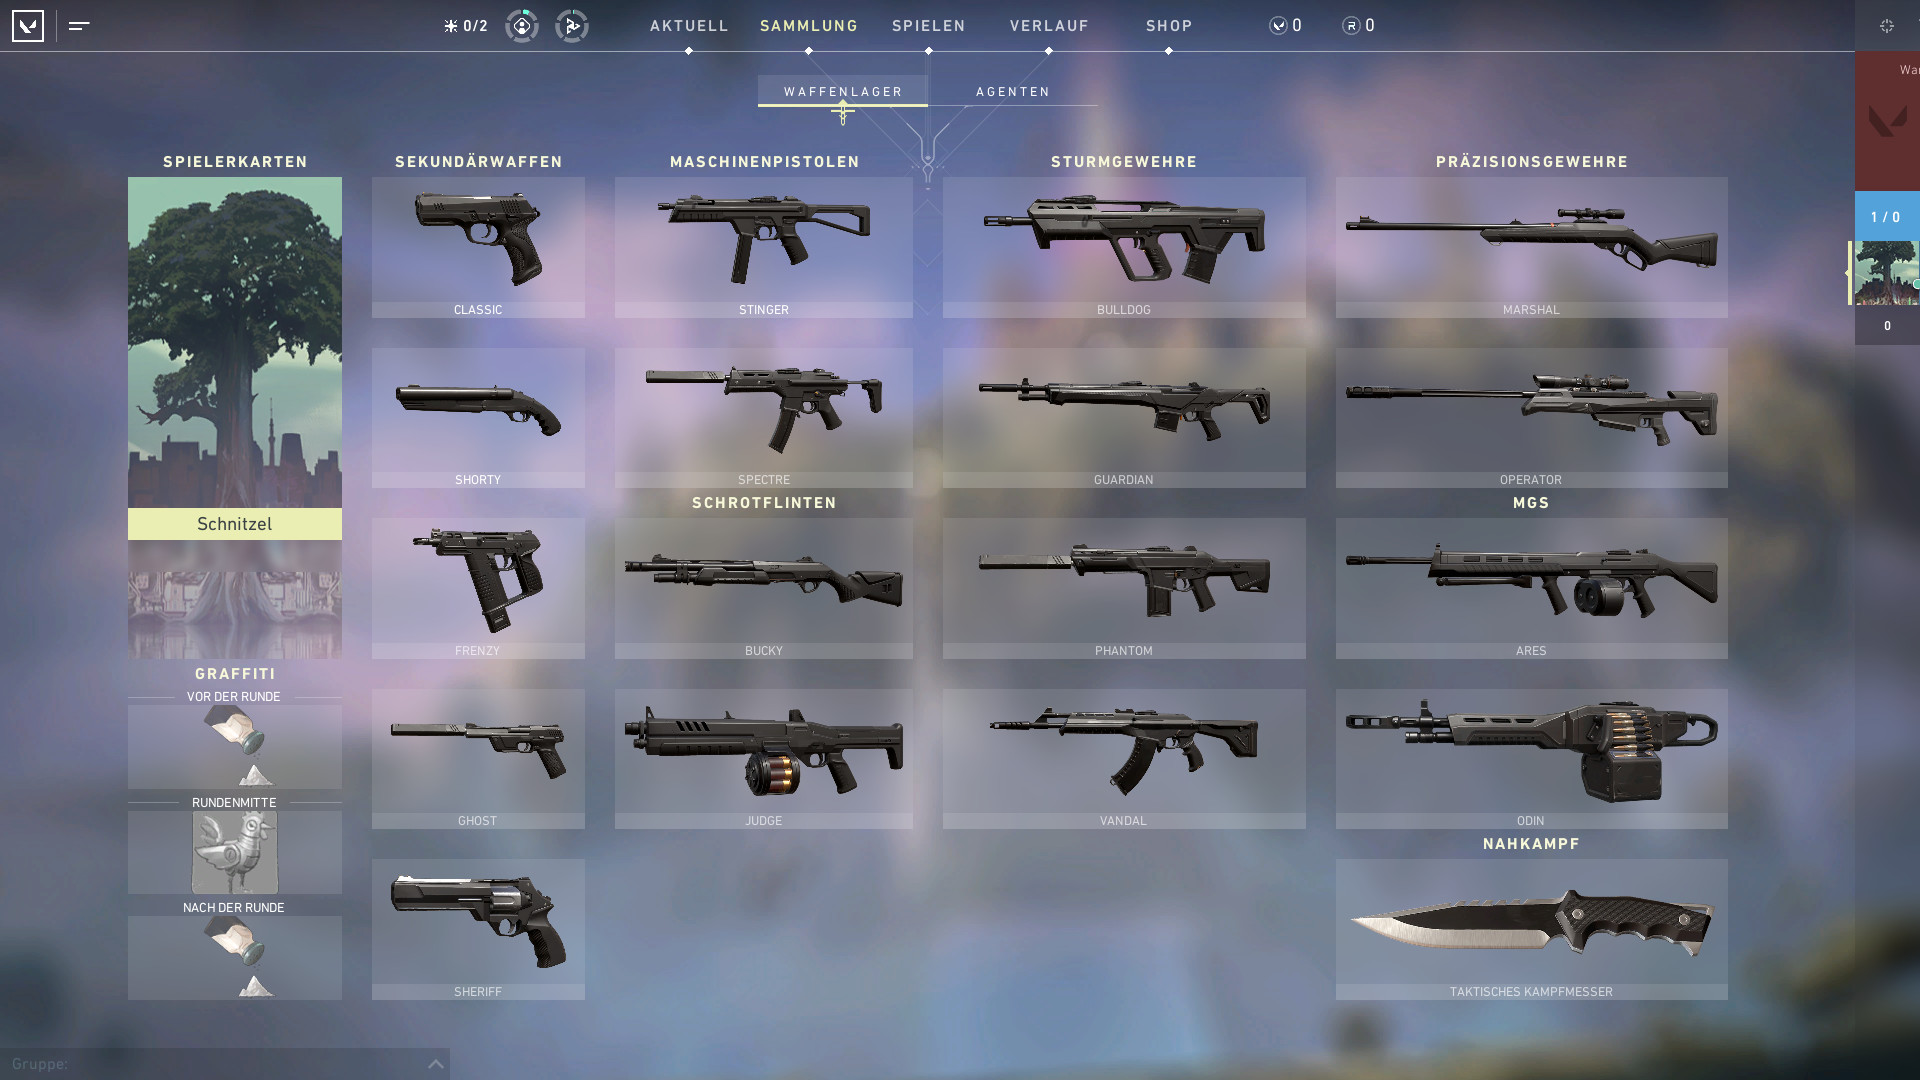 0/2
AKTUELL SAMMLUNG SPIELEN VERLAUF SHOP
0
R 0
War
WAFFENLAGER AGENTEN
SPIELERKARTEN
SEKUNDÄRWAFFEN
MASCHINENPISTOLEN
STURMGEWEHRE
PRÄZISIONSGEWEHRE
1 / 0
CLASSIC
STINGER
BULLDOG
MARSHAL
0
SHORTY
SPECTRE
GUARDIAN
OPERATOR
SCHROTFLINTEN
MGS
Schnitzel
FRENZY
BUCKY
PHANTOM
ARES
GRAFFITI
VOR DER RUNDE
RUNDENMITTE
GHOST
JUDGE
VANDAL
ODIN
NAHKAMPF
NACH DER RUNDE
SHERIFF
TAKTISCHES KAMPFMESSER
Gruppe: